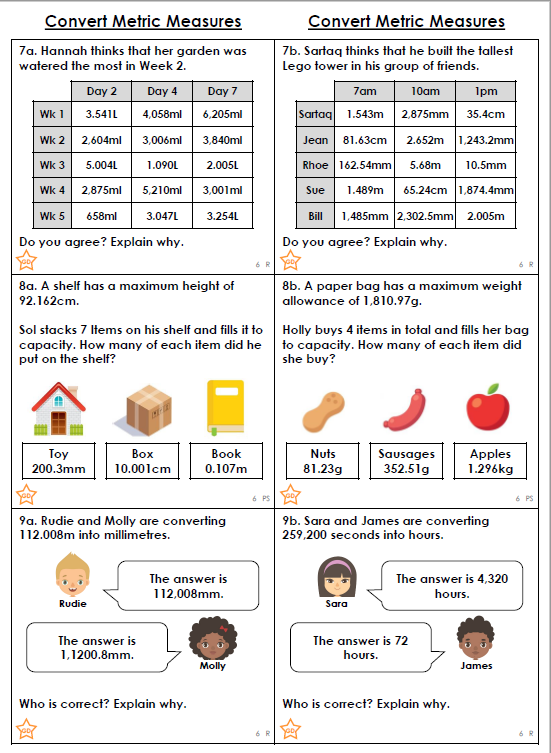 Convert Metric Measures
Convert Metric Measures
7a. Hannah thinks that her garden was
watered the most in Week 2.
Day 2 Day 4 Day 7
Wk 1 3.541L 4,058ml 6,205ml
Wk 2 2,604ml 3,006ml 3,840ml
Wk 3 5.004L 1.090L 2.005L
Wk 4 2,875ml 5,210ml 3,001ml
Wk 5 658ml 3.047L 3.254L
Do you agree? Explain why.
GD
6 R
7b. Sartaq thinks that he built the tallest
Lego tower in his group of friends.
7am 10am 1pm
Sartaq 1.543m 2,875mm 35.4cm
Jean 81.63cm 2.652m 1,243.2mm
Rhoe 162.54mm 5.68m 10.5mm
Sue 1.489m 65.24cm 1,874.4mm
Bill 1,485mm 2,302.5mm 2.005m
Do you agree? Explain why.
GD
6 R
8a. A shelf has a maximum height of
92.162cm.
Sol stacks 7 Items on his shelf and fills it to
capacity. How many of each item did he
put on the shelf?
Toy
200.3mm
Box
10.001cm
Book
0.107m
GD
6 PS
8b. A paper bag has a maximum weight
allowance of 1,810.97g.
Holly buys 4 items in total and fills her bag
to capacity. How many of each item did
she buy?
Nuts
81.23g
Sausages
352.51g
Apples
1.296kg
GD
6 PS
9a. Rudie and Molly are converting
112.008m into millimetres.
The answer is
112,008mm.
Rudie
The answer is
1,1200.8mm.
Molly
Who is correct? Explain why.
GD
6 R
9b. Sara and James are converting
259,200 seconds into hours.
The answer is 4,320
hours.
Sara
The answer is 72
hours.
James
Who is correct? Explain why.
GD
6 R